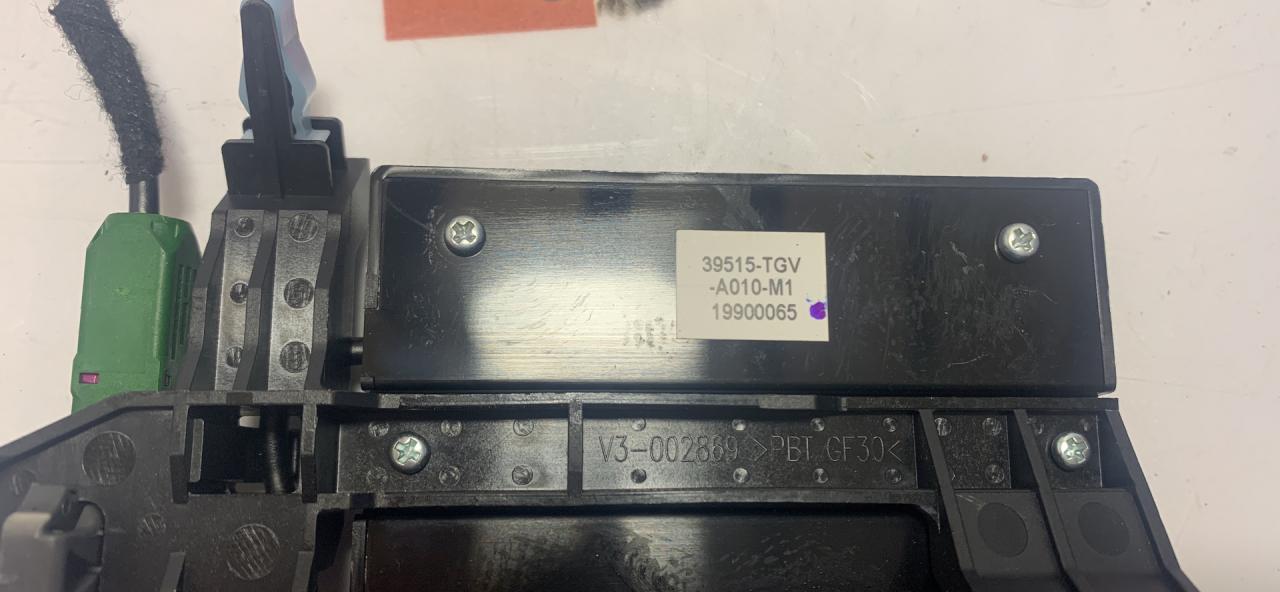 39515-TGV
-A010-M1
19900065
V3-002869 >PBT GF30<